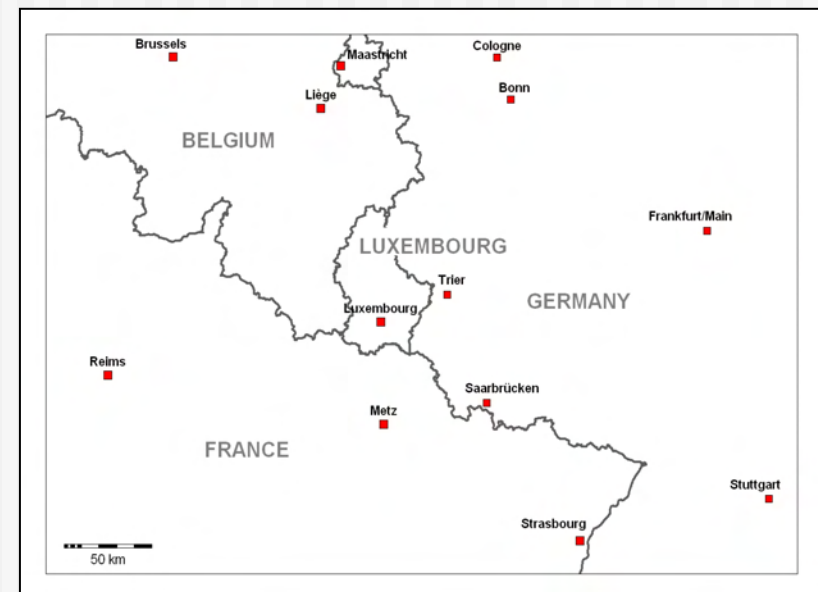 Brussels
Maastricht
Cologne
Liège
Bonn
BELGIUM
Frankfurt/Main
LUXEMBOURG
Trier
GERMANY
Luxembourg
Reims
Saarbrücken
Metz
FRANCE
Stuttgart
Strasbourg
50 km